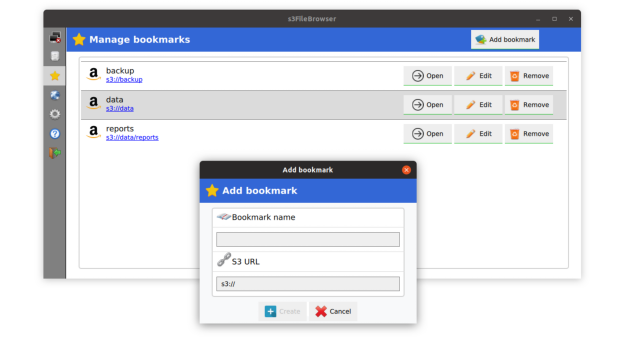 s3FileBrowser
Manage bookmarks
Add bookmark
backup
s3://backup
Open
Edit
Remove
data
s3://data
Open
Edit
Remove
reports
s3://data/reports
Open
Edit
Remove
Add bookmark
Add bookmark
Bookmark name
S3 URL
s3://
Create
Cancel